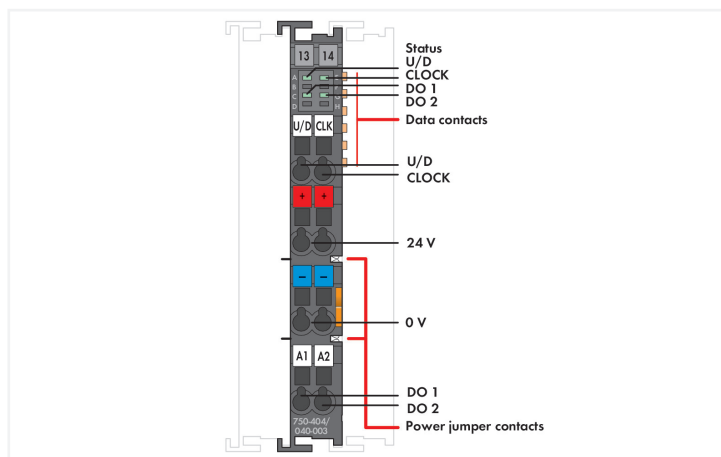 Status
13 14
U/D
A CLOCK
B DO 1
C DO 2
D H
Data contacts
U/D CLK
U/D
CLOCK
+ +
24 V
− −
0 V
A1 A2
DO 1
DO 2
750-404/
040-003
Power jumper contacts